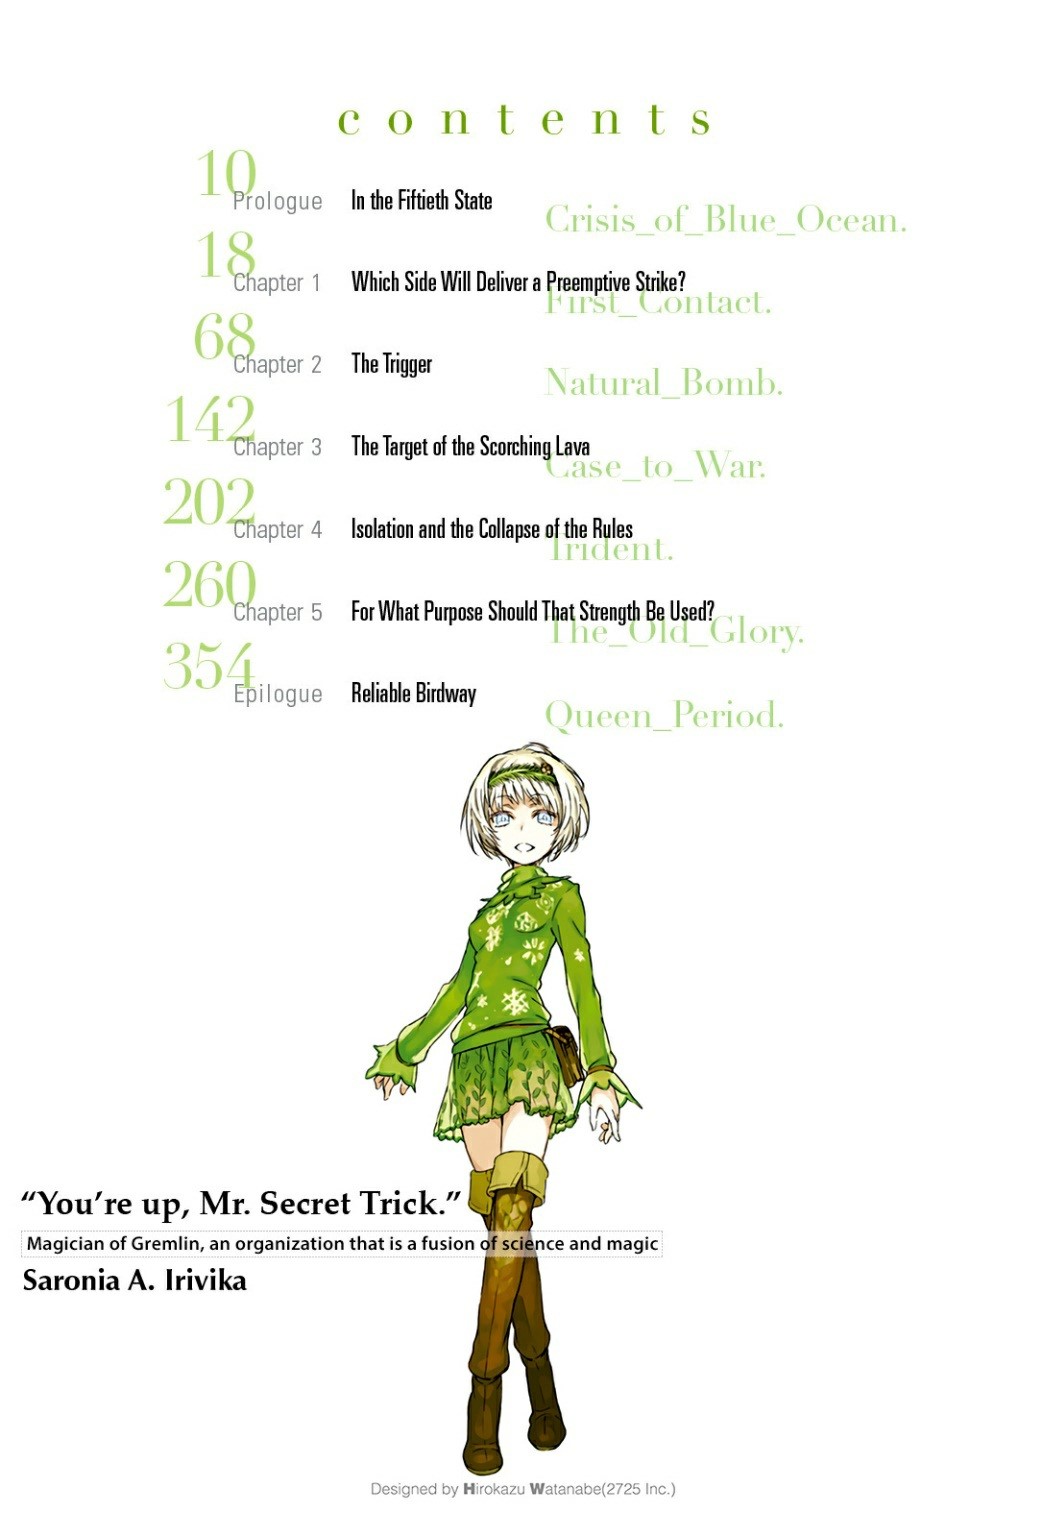 contents
10
Prologue In the Fiftieth State
Crisis_of_Blue_Ocean.
18
Chapter 1 Which Side Will Deliver a Preemptive Strike?
First_Contact.
68
Chapter 2 The Trigger
Natural_Bomb.
142
Chapter 3 The Target of the Scorching Lava
Case_to_War.
202
Chapter 4 Isolation and the Collapse of the Rules
Trident.
260
Chapter 5 For What Purpose Should That Strength Be Used?
The_Old_Glory.
354
Epilogue Reliable Birdway
Queen_Period.
“You’re up, Mr. Secret Trick.”
Magician of Gremlin, an organization that is a fusion of science and magic
Saronia A. Irivika
Designed by Hirokazu Watanabe(2725 Inc.)